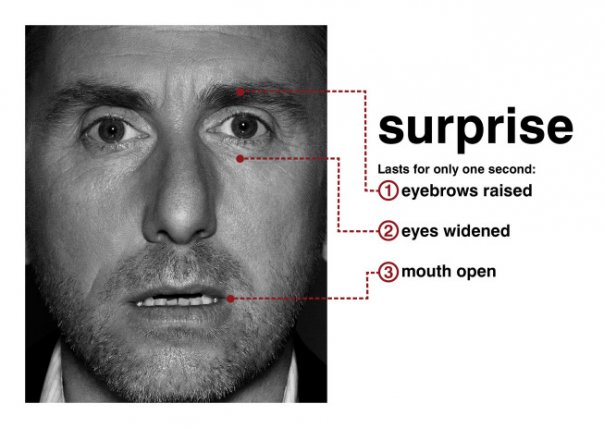 surprise
Lasts for only one second:
1 eyebrows raised
2 eyes widened
3 mouth open